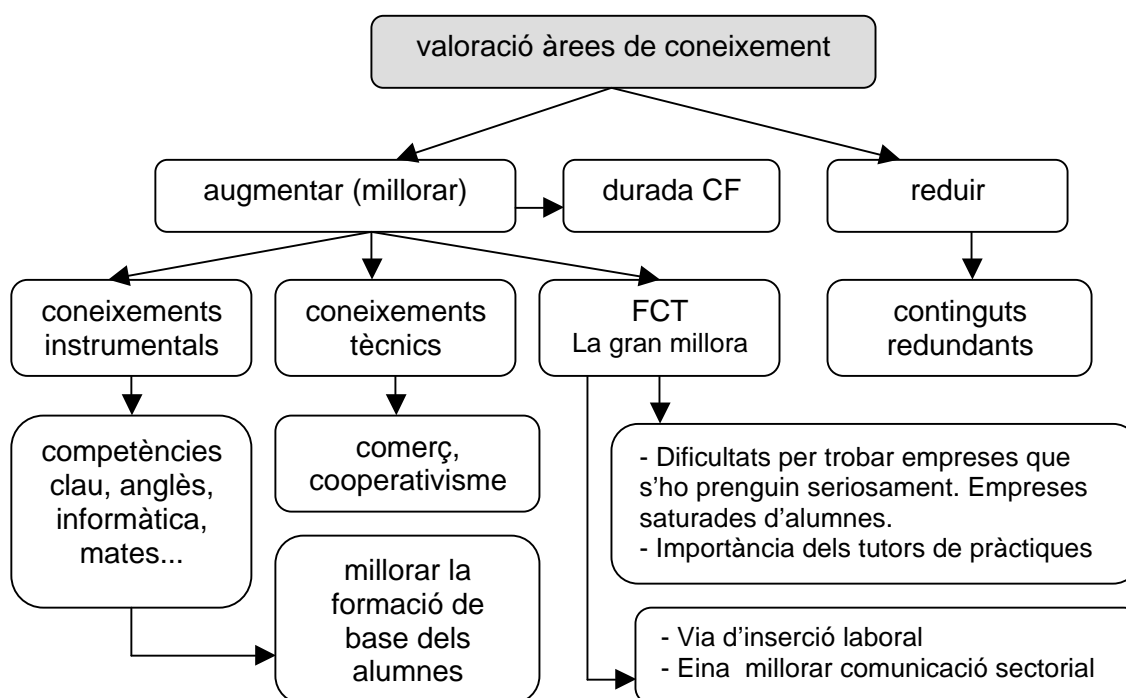 valoració àrees de coneixement
augmentar (millorar)
durada CF
reduir
coneixements
instrumentals
coneixements
tècnics
FCT
La gran millora
continguts
redundants
competències
clau, anglès,
informàtica,
mates...
comerç,
cooperativisme
- Dificultats per trobar empreses que
s’ho prenguin seriosament. Empreses
saturades d’alumnes.
- Importància dels tutors de pràctiques
millorar la
formació de
base dels
alumnes
- Via d’inserció laboral
- Eina  millorar comunicació sectorial